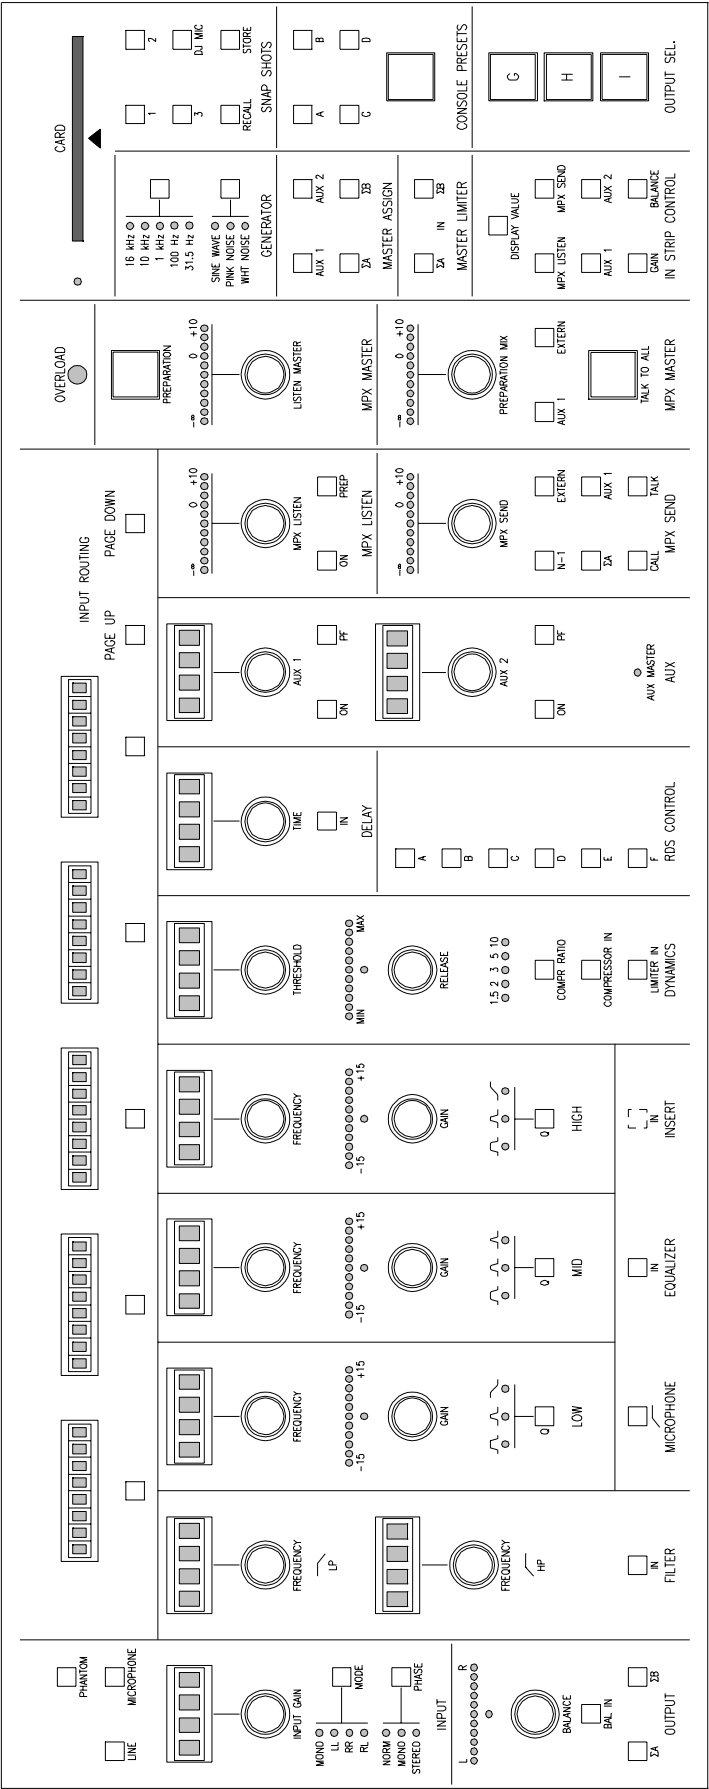 PHANTOM
LINE
MICROPHONE
INPUT GAIN
MONO
LL
RR
RL
MODE
NORM
MONO
STEREO
PHASE
INPUT
L
R
BALANCE
BAL IN
ΣA
ΣB
OUTPUT
INPUT ROUTING
PAGE UP
PAGE DOWN
FREQUENCY
LP
FREQUENCY
HP
IN
FILTER
FREQUENCY
-15
+15
GAIN
Q
LOW
MICROPHONE
FREQUENCY
-15
+15
GAIN
Q
MID
IN
EQUALIZER
FREQUENCY
-15
+15
GAIN
Q
HIGH
IN
INSERT
THRESHOLD
MIN
MAX
RELEASE
1.5 2 3 5 10
COMPR RATIO
COMPRESSOR IN
LIMITER IN
DYNAMICS
TIME
IN
DELAY
A
B
C
D
E
F
RDS CONTROL
AUX 1
ON
PF
AUX 2
ON
PF
AUX MASTER
AUX
-∞
0
+10
MPX LISTEN
ON
PREP
MPX LISTEN
-∞
0
+10
MPX SEND
N-1
EXTERN
ΣA
AUX 1
CALL
TALK
MPX SEND
OVERLOAD
PREPARATION
-∞
0
+10
LISTEN MASTER
MPX MASTER
-∞
0
+10
PREPARATION MIX
AUX 1
EXTERN
TALK TO ALL
MPX MASTER
CARD
16 kHz
10 kHz
1 kHz
100 Hz
31.5 Hz
SINE WAVE
PINK NOISE
WHT NOISE
GENERATOR
AUX 1
AUX 2
ΣA
ΣB
MASTER ASSIGN
ΣA
IN
ΣB
MASTER LIMITER
DISPLAY VALUE
MPX LISTEN
MPX SEND
AUX 1
AUX 2
GAIN
BALANCE
IN STRIP CONTROL
1
2
3
DJ MIC
RECALL
STORE
SNAP SHOTS
A
B
C
D
CONSOLE PRESETS
G
H
I
OUTPUT SEL.